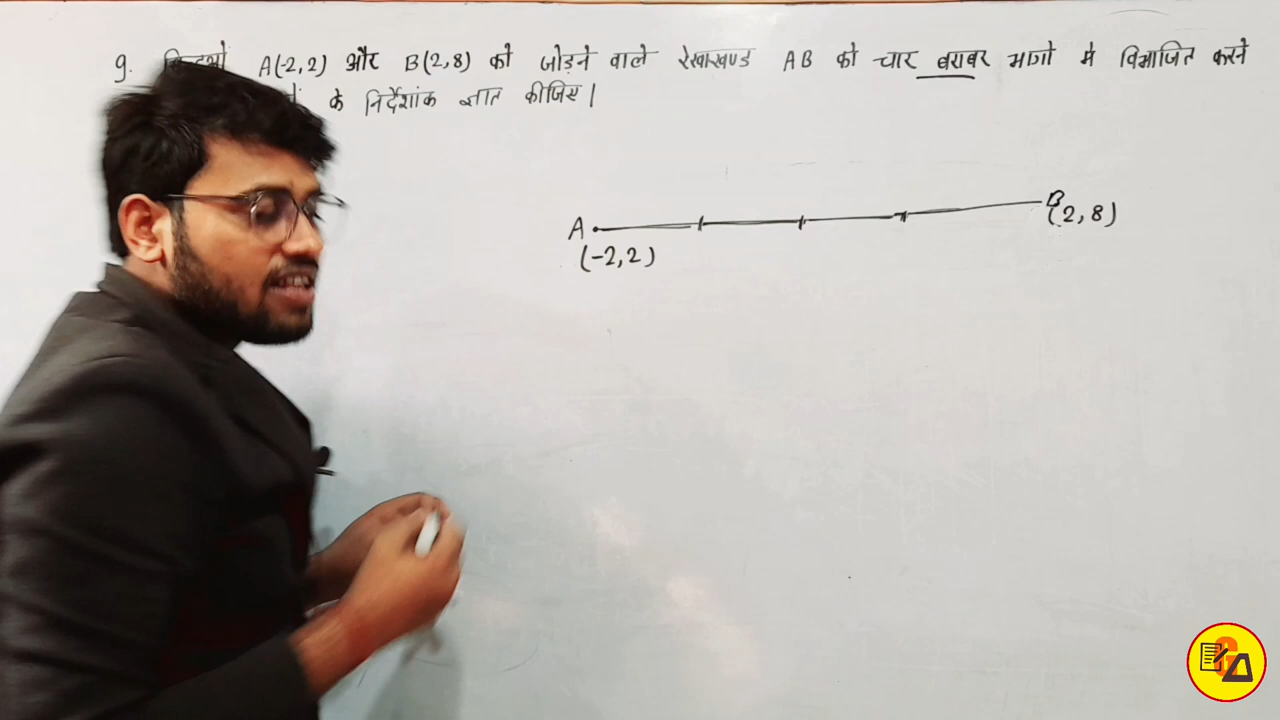 9. A(-2,2) और B(2,8) को जोड़ने वाले रेखाखण्ड AB को चार बराबर भागो मे विभाजित करने
के निर्देशांक ज्ञात कीजिए |
A B
(-2,2) (2,8)